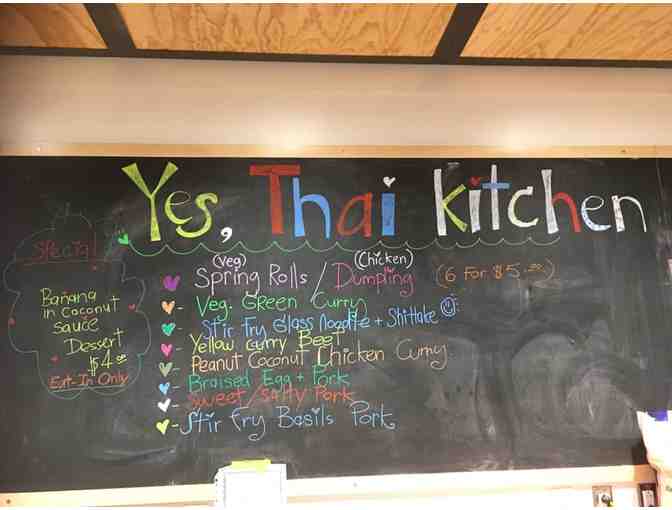 Yes, Thai Kitchen
Special
Banana
in coconut
sauce
Dessert
$4.00
Eat-In Only
(veg) (Chicken)
Spring Rolls / Dumpling (6 For $5.00)
- Veg. Green Curry
- Stir Fry Glass Noodle + Shittake
- Yellow Curry Beef
- Peanut Coconut Chicken Curry
- Braised Egg + Pork
- Sweet/Salty Pork
- Stir Fry Basils Pork